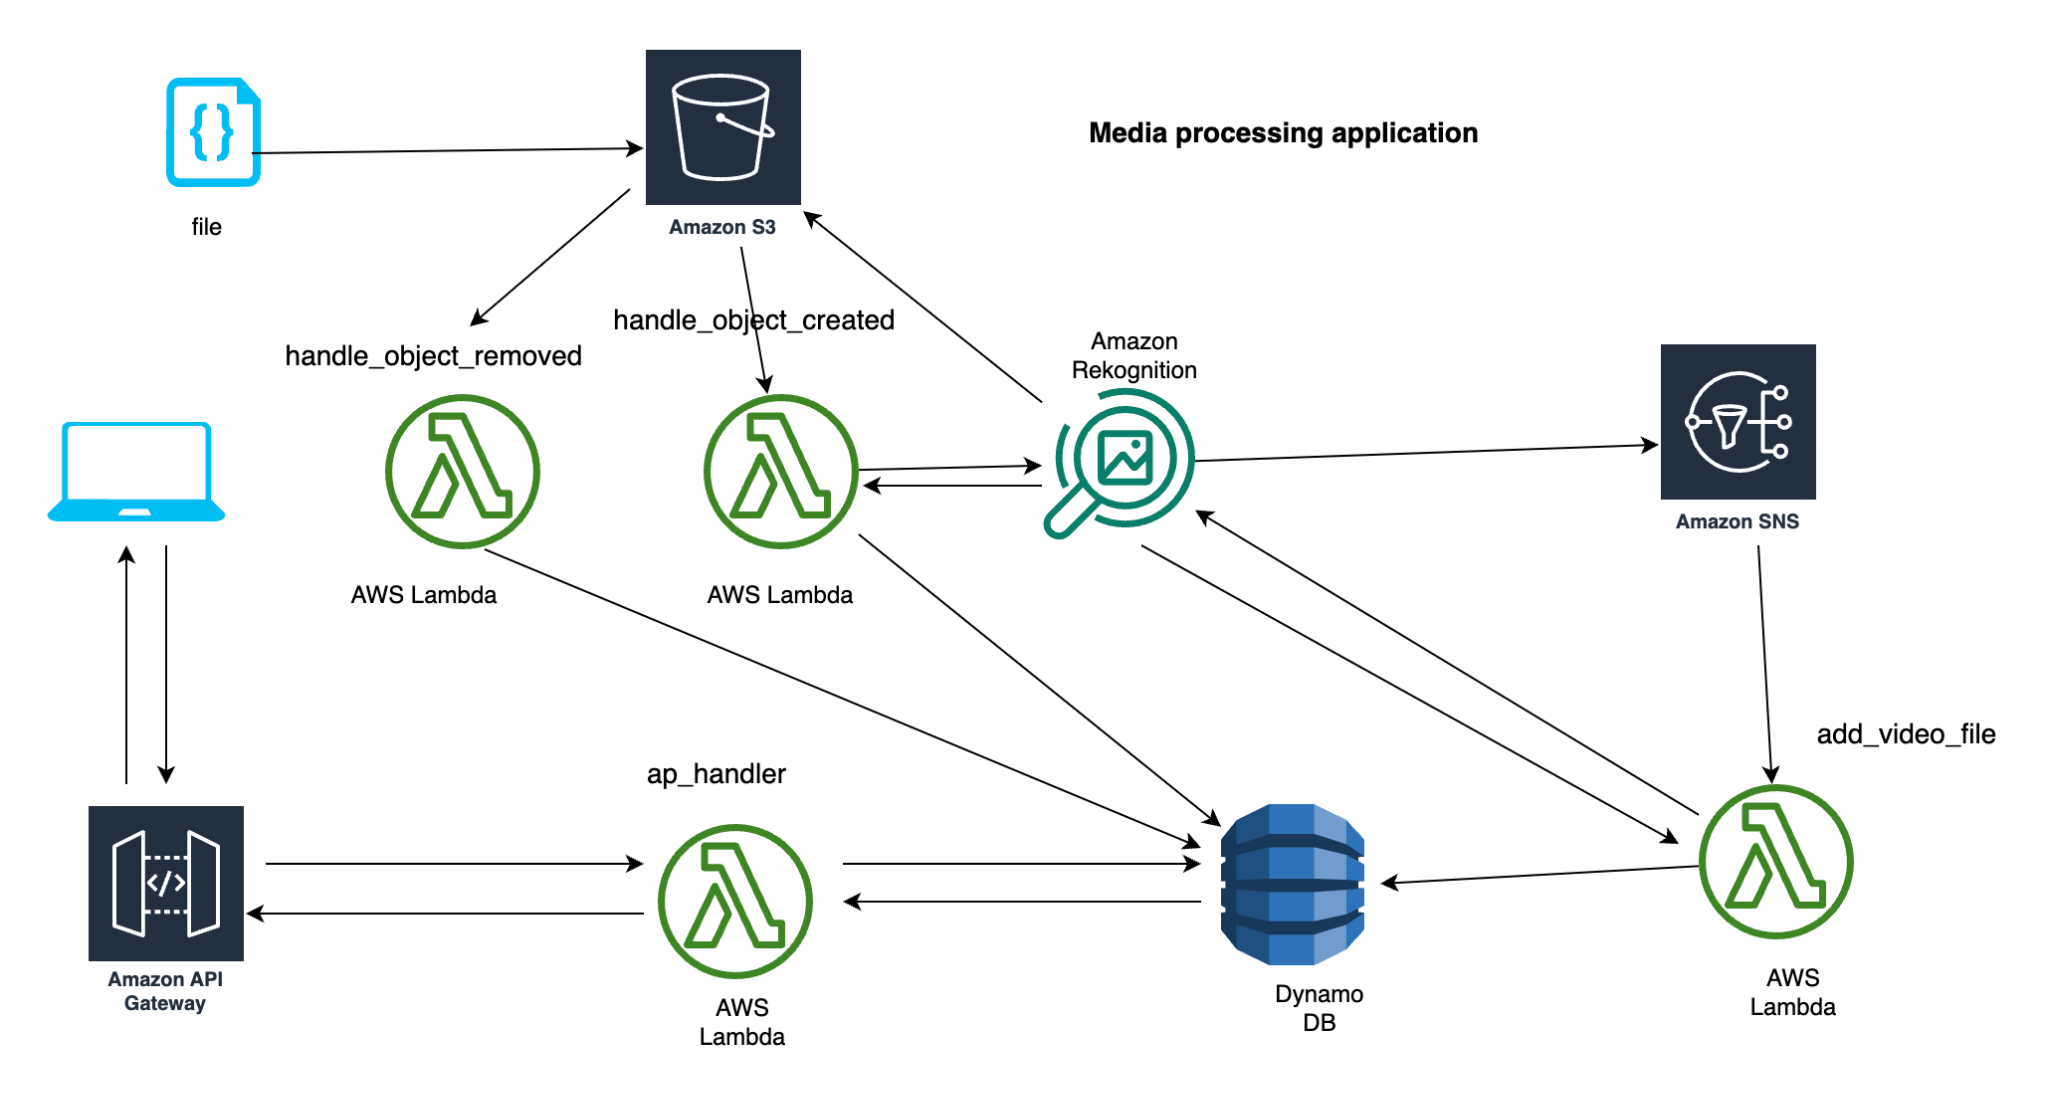 Media processing application
file
Amazon S3
handle_object_created
handle_object_removed
Amazon
Rekognition
Amazon SNS
AWS Lambda
AWS Lambda
add_video_file
ap_handler
</>
Amazon API
Gateway
AWS
Lambda
Dynamo
DB
AWS
Lambda